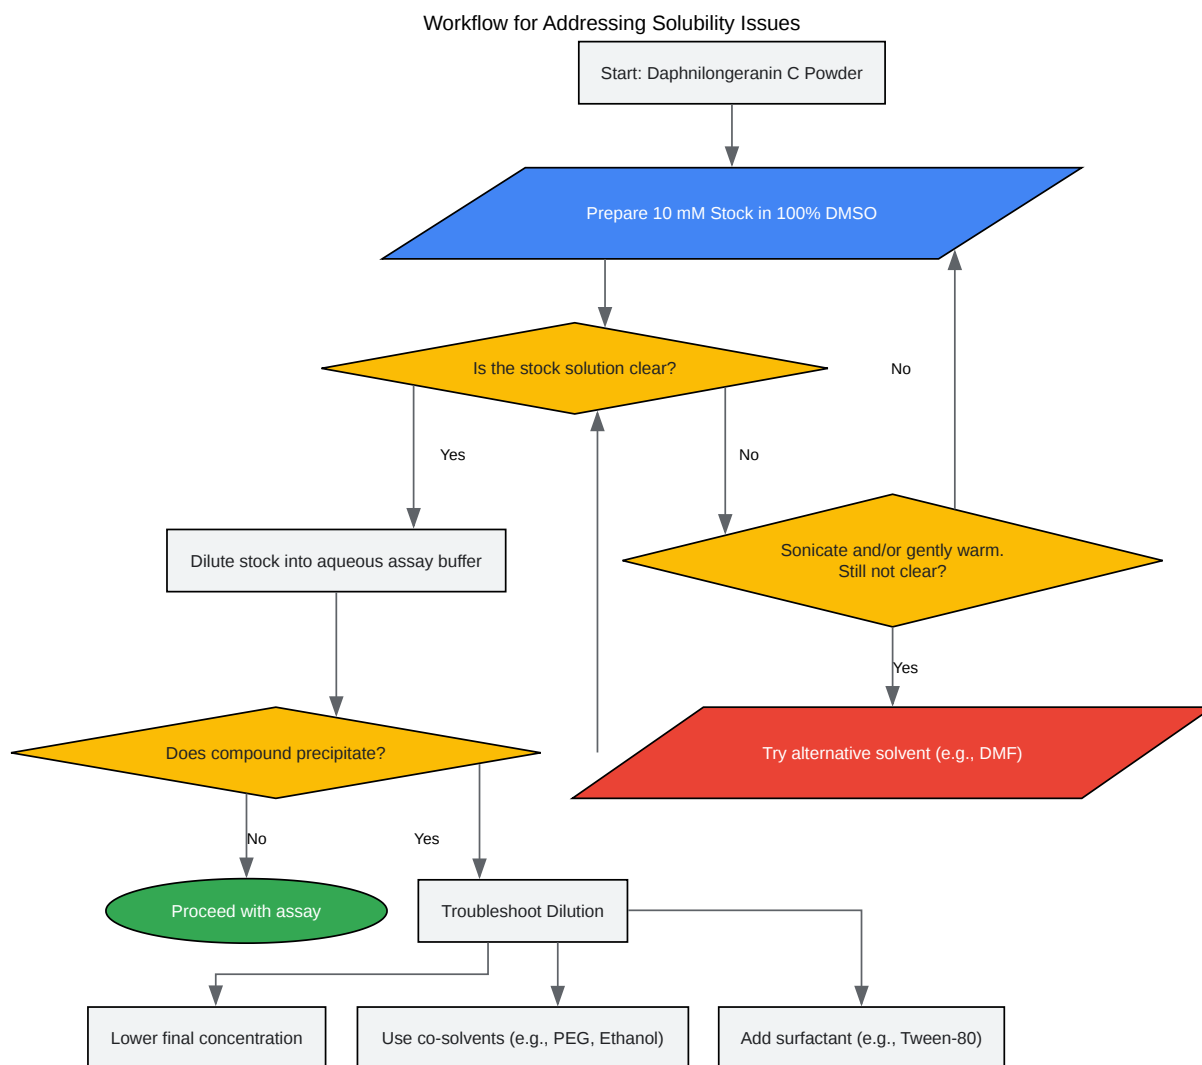 Workflow for Addressing Solubility Issues
Start: Daphnilongeranin C Powder
Prepare 10 mM Stock in 100% DMSO
Is the stock solution clear?
No
Yes
No
Dilute stock into aqueous assay buffer
Sonicate and/or gently warm.
Still not clear?
Yes
Does compound precipitate?
Try alternative solvent (e.g., DMF)
No
Yes
Proceed with assay
Troubleshoot Dilution
Lower final concentration
Use co-solvents (e.g., PEG, Ethanol)
Add surfactant (e.g., Tween-80)